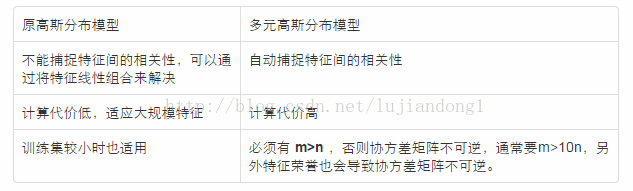 原高斯分布模型
多元高斯分布模型
不能捕捉特征间的相关性，可以通
过将特征线性组合来解决
自动捕捉特征间的相关性
计算代价低，适应大规模特征
计算代价高
训练集较小时也适用
必须有 m>n ，否则协方差矩阵不可逆，通常要m>10n，另
外特征荣誉也会导致协方差矩阵不可逆。
http://blog.csdn.net/lujiandong1